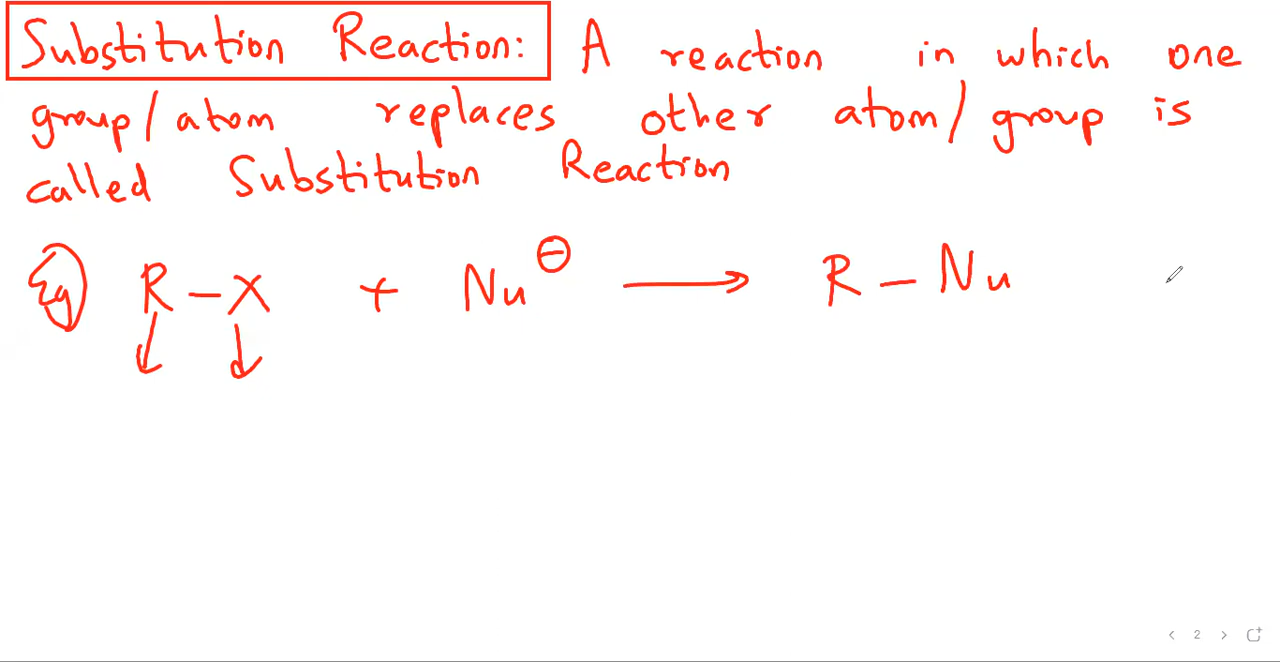 Substitution Reaction: A reaction in which one
group/atom replaces other atom/group is
called Substitution Reaction
Eg R - X + Nu ⊖ ⟶ R - Nu
2